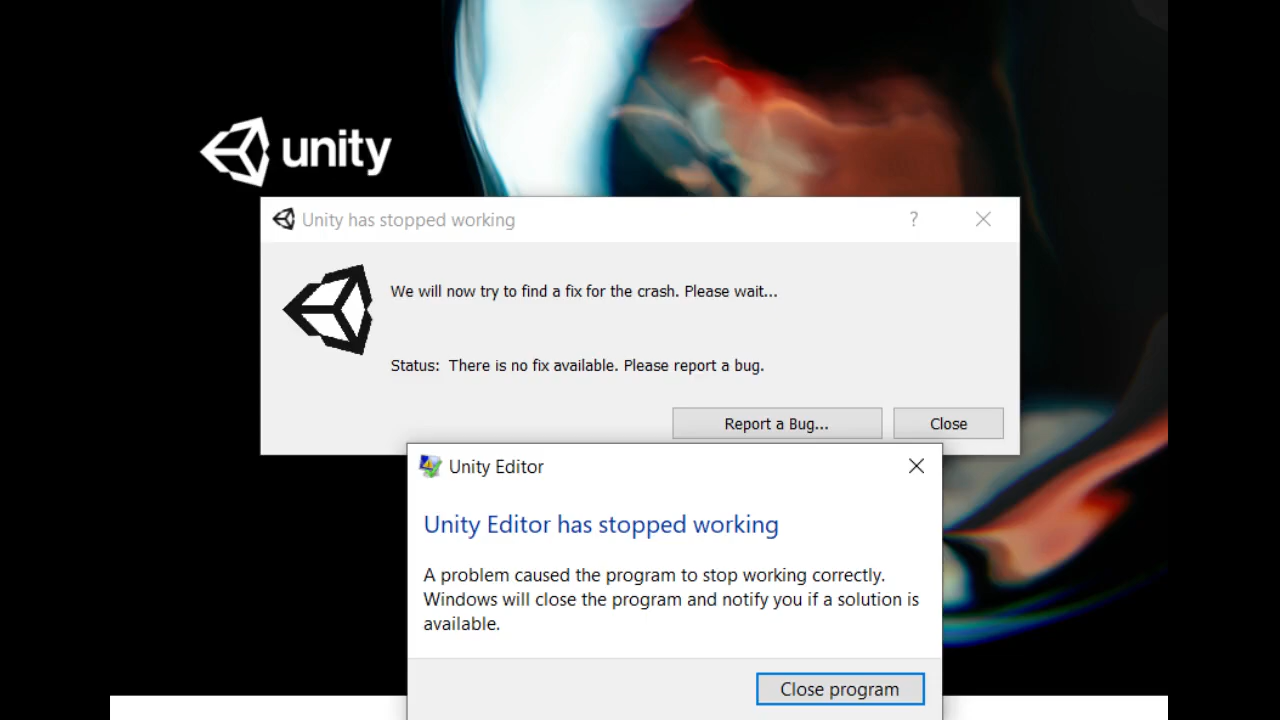 unity
Unity has stopped working
?
We will now try to find a fix for the crash. Please wait...
Status: There is no fix available. Please report a bug.
Report a Bug...
Close
Unity Editor
Unity Editor has stopped working
A problem caused the program to stop working correctly.
Windows will close the program and notify you if a solution is
available.
Close program